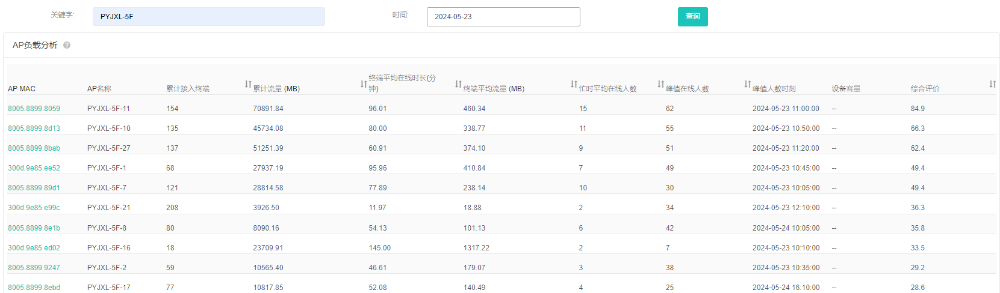 关键字: PYJXL-5F 时间: 2024-05-23 查询
AP负载分析 ?
AP MAC AP名称 累计接入终端 累计流量 (MB) 终端平均在线时长(分钟) 终端平均流量 (MB) 忙时平均在线人数 峰值在线人数 峰值人数时刻 设备容量 综合评价
8005.8899.8059 PYJXL-5F-11 154 70891.84 96.01 460.34 15 62 2024-05-23 11:00:00 -- 84.9
8005.8899.8d13 PYJXL-5F-10 135 45734.08 80.00 338.77 11 55 2024-05-23 10:50:00 -- 66.3
8005.8899.8bab PYJXL-5F-27 137 51251.39 60.91 374.10 9 51 2024-05-23 11:20:00 -- 62.4
300d.9e85.ee52 PYJXL-5F-1 68 27937.19 95.96 410.84 7 49 2024-05-23 10:45:00 -- 49.4
8005.8899.89d1 PYJXL-5F-7 121 28814.58 77.89 238.14 10 30 2024-05-23 10:05:00 -- 49.4
300d.9e85.e99c PYJXL-5F-21 208 3926.50 11.97 18.88 2 34 2024-05-23 12:10:00 -- 36.3
8005.8899.8e1b PYJXL-5F-8 80 8090.16 54.13 101.13 6 42 2024-05-24 10:05:00 -- 35.8
300d.9e85.ed02 PYJXL-5F-16 18 23709.91 145.00 1317.22 2 7 2024-05-23 10:10:00 -- 33.5
8005.8899.9247 PYJXL-5F-2 59 10565.40 46.61 179.07 3 38 2024-05-23 10:35:00 -- 29.2
8005.8899.8ebd PYJXL-5F-17 77 10817.85 52.08 140.49 4 25 2024-05-24 16:10:00 -- 28.6